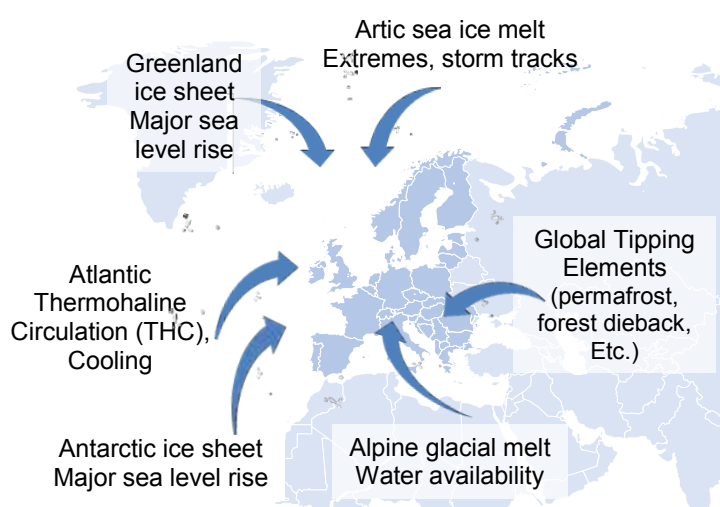 Artic sea ice melt
Extremes, storm tracks
Greenland
ice sheet
Major sea
level rise
Global Tipping
Elements
(permafrost,
forest dieback,
Etc.)
Atlantic
Thermohaline
Circulation (THC),
Cooling
Antarctic ice sheet
Major sea level rise
Alpine glacial melt
Water availability